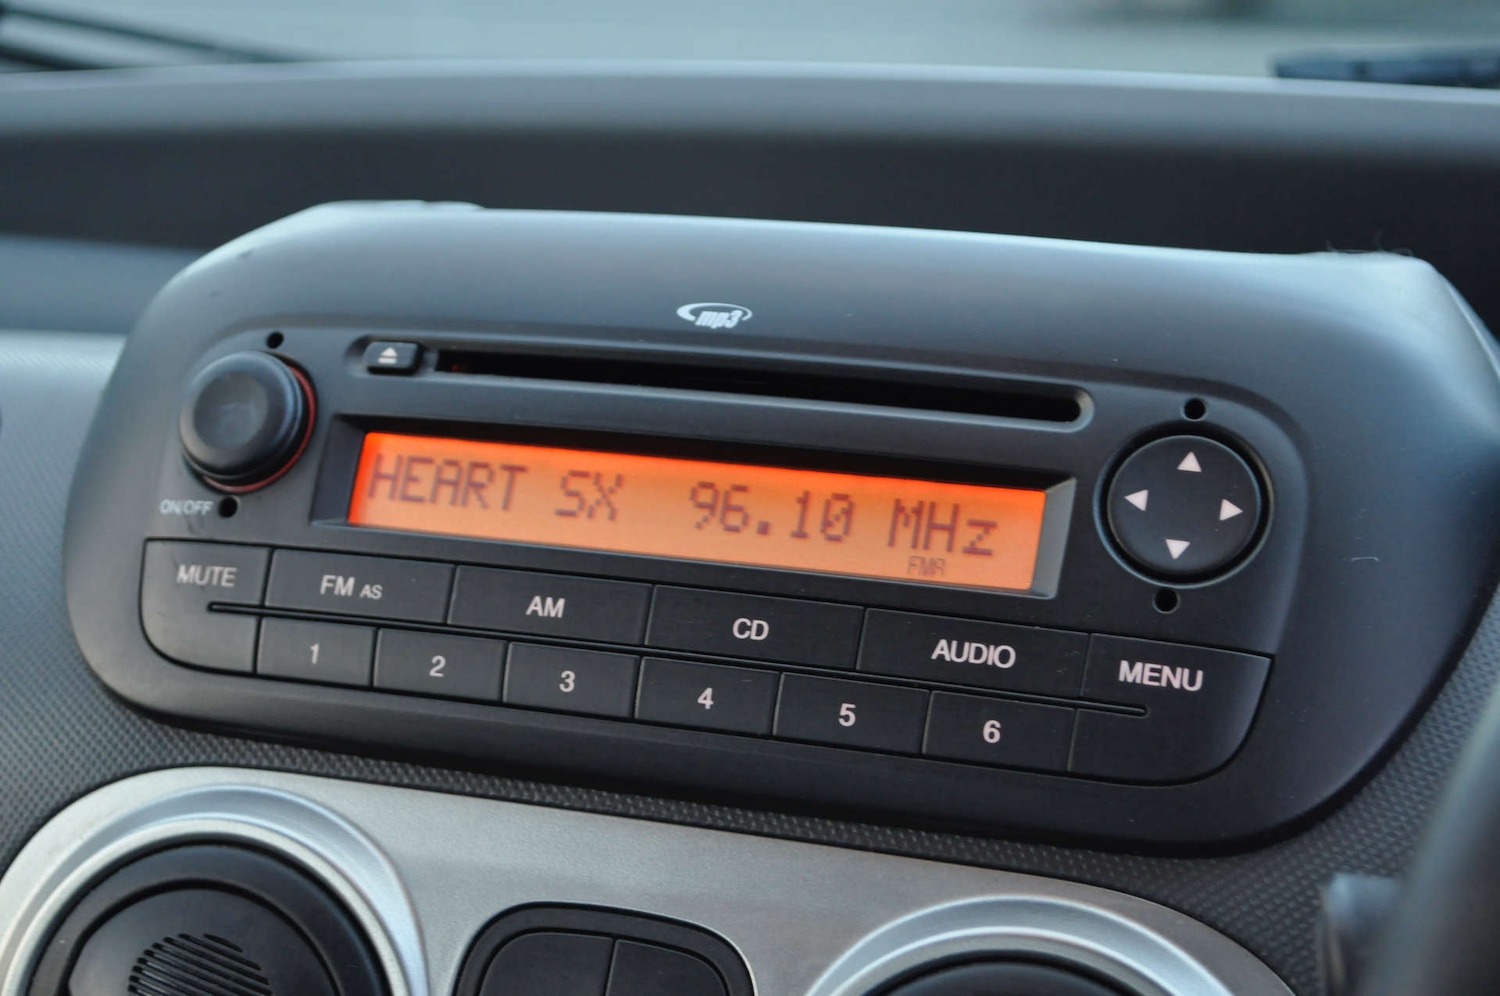 mp3
HEART SX 96.10 MHz
FMA
ON/OFF
MUTE FM AS AM CD AUDIO MENU
1 2 3 4 5 6